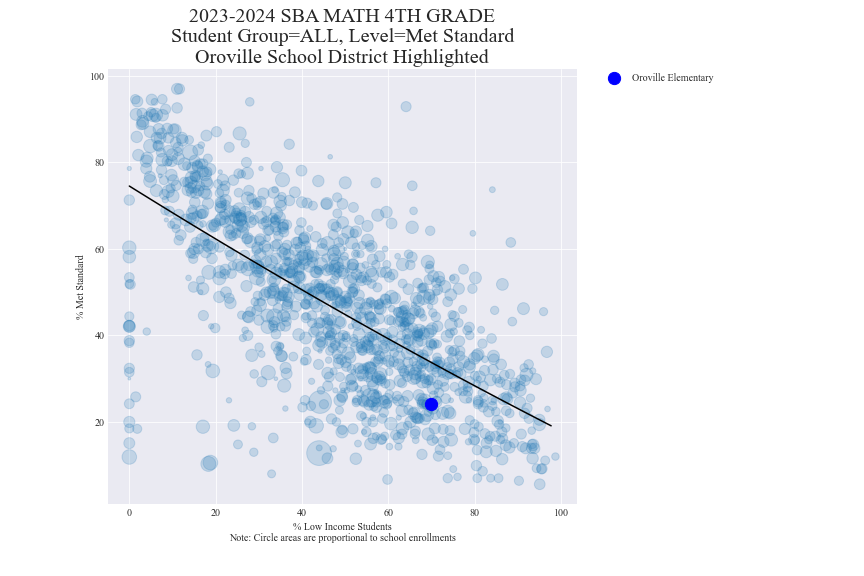 2023-2024 SBA MATH 4TH GRADE
Student Group=ALL, Level=Met Standard
Oroville School District Highlighted
Oroville Elementary
100
80
60
40
20
% Met Standard
0 20 40 60 80 100
% Low Income Students
Note: Circle areas are proportional to school enrollments